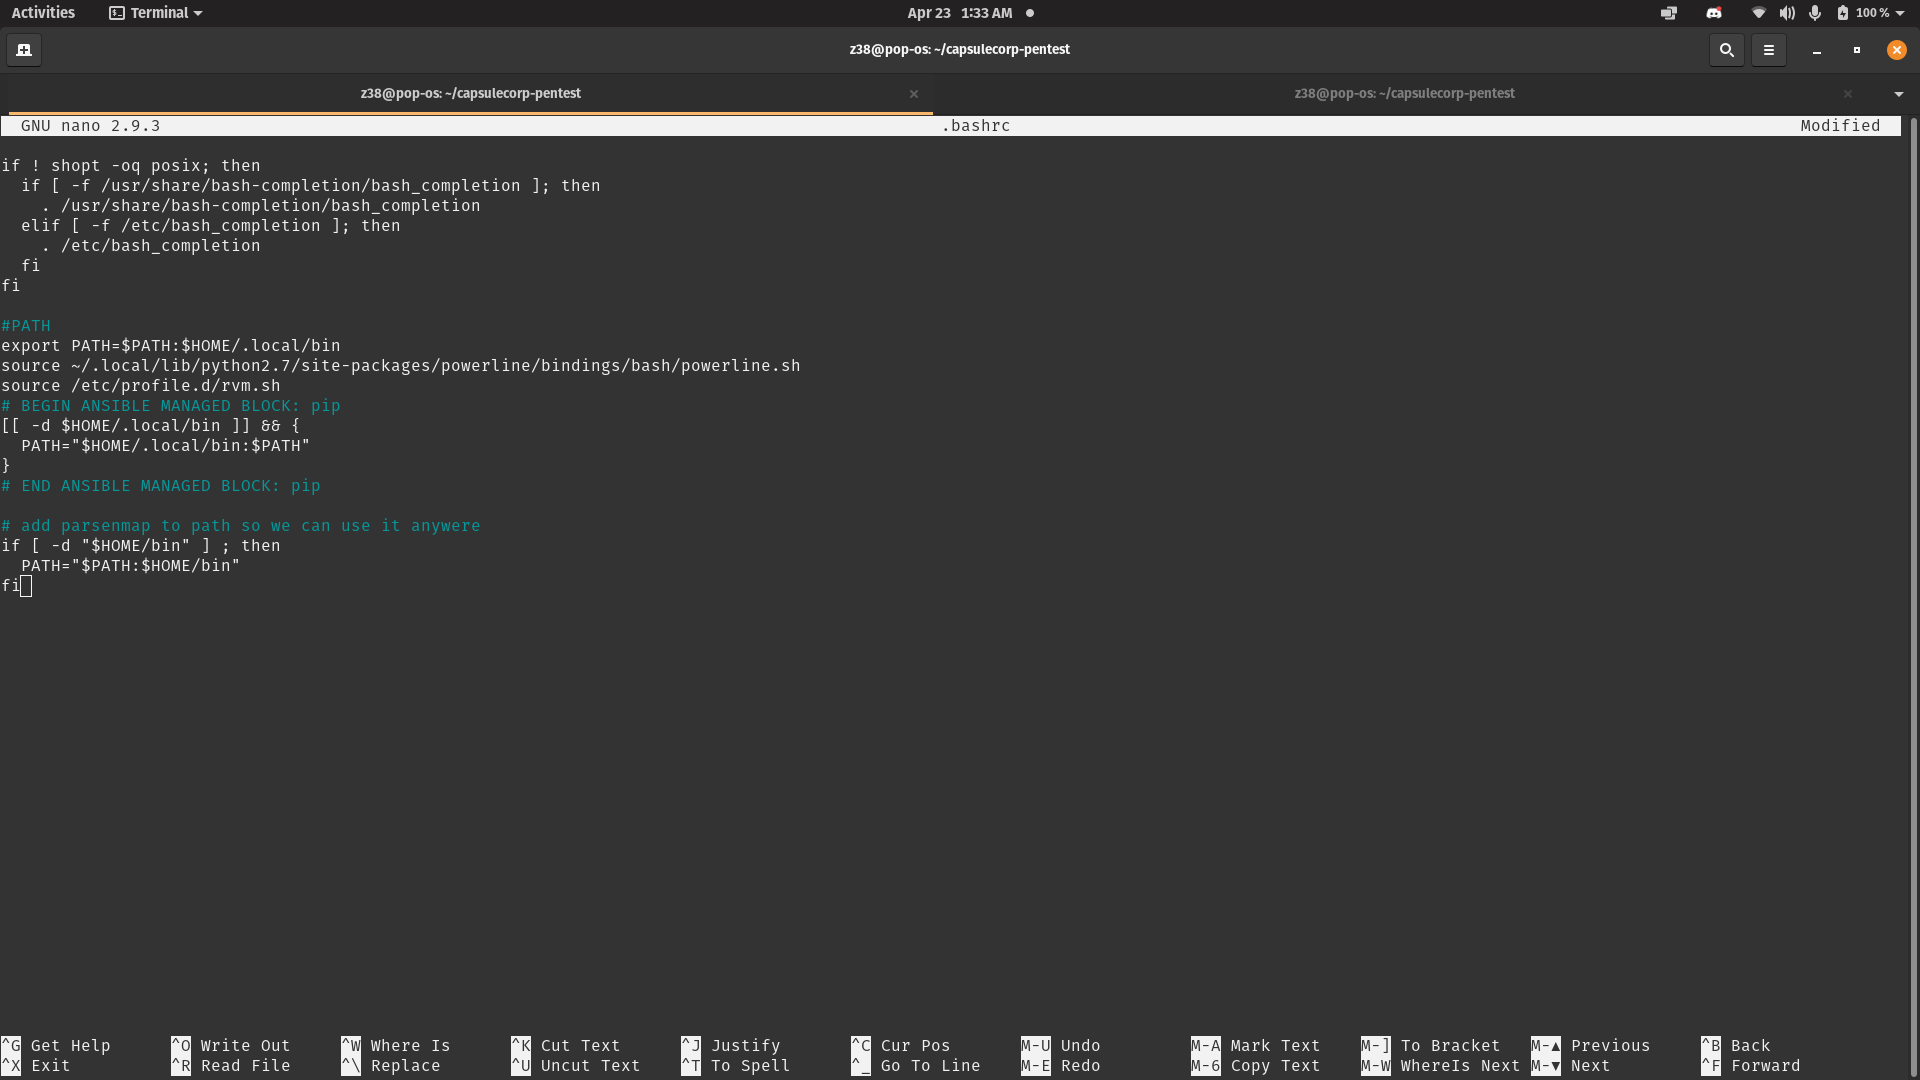 Activities Terminal Apr 23 1:33 AM 100 %
z38@pop-os: ~/capsulecorp-pentest
z38@pop-os: ~/capsulecorp-pentest z38@pop-os: ~/capsulecorp-pentest
GNU nano 2.9.3 .bashrc Modified
if ! shopt -oq posix; then
  if [ -f /usr/share/bash-completion/bash_completion ]; then
    . /usr/share/bash-completion/bash_completion
  elif [ -f /etc/bash_completion ]; then
    . /etc/bash_completion
  fi
fi
#PATH
export PATH=$PATH:$HOME/.local/bin
source ~/.local/lib/python2.7/site-packages/powerline/bindings/bash/powerline.sh
source /etc/profile.d/rvm.sh
# BEGIN ANSIBLE MANAGED BLOCK: pip
[[ -d $HOME/.local/bin ]] && {
  PATH="$HOME/.local/bin:$PATH"
}
# END ANSIBLE MANAGED BLOCK: pip
# add parsenmap to path so we can use it anywere
if [ -d "$HOME/bin" ] ; then
  PATH="$PATH:$HOME/bin"
fi
^G Get Help ^O Write Out ^W Where Is ^K Cut Text ^J Justify ^C Cur Pos M-U Undo M-A Mark Text M-] To Bracket M-▲ Previous ^B Back
^X Exit ^R Read File ^\ Replace ^U Uncut Text ^T To Spell ^_ Go To Line M-E Redo M-6 Copy Text M-W WhereIs Next M-▼ Next ^F Forward